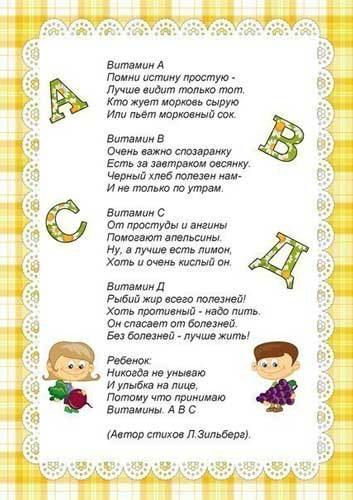 Витамин А
Помни истину простую -
Лучше видит только тот.
Кто жует морковь сырую
Или пьёт морковный сок.
А
Витамин В
Очень важно спозаранку
Есть за завтраком овсянку.
Черный хлеб полезен нам-
И не только по утрам.
В
Витамин С
От простуды и ангины
Помогают апельсины.
Ну, а лучше есть лимон,
Хоть и очень кислый он.
С
Витамин Д
Рыбий жир всего полезней!
Хоть противный - надо пить.
Он спасает от болезней.
Без болезней - лучше жить!
Д
Ребенок:
Никогда не унываю
И улыбка на лице,
Потому что принимаю
Витамины. А В С
(Автор стихов Л.Зильберг).